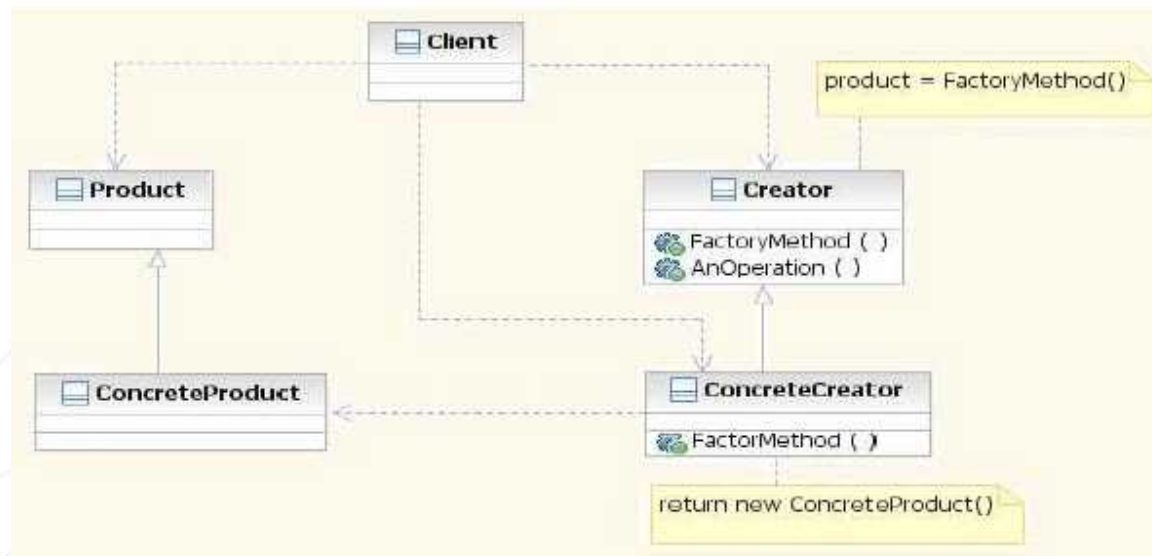 Client
product = FactoryMethod()
Product
Creator
FactoryMethod ( )
AnOperation ( )
ConcreteProduct
ConcreteCreator
FactorMethod ( )
return new ConcreteProduct()